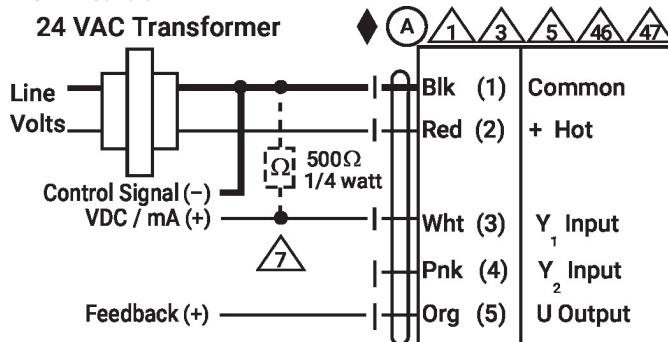 24 VAC Transformer
A 1 3 5 46 47
Line
Volts
Blk (1) Common
Red (2) + Hot
Ω 500Ω
1/4 watt
Control Signal (−)
VDC / mA (+)
7
Wht (3) Y1 Input
Pnk (4) Y2 Input
Feedback (+)
Org (5) U Output